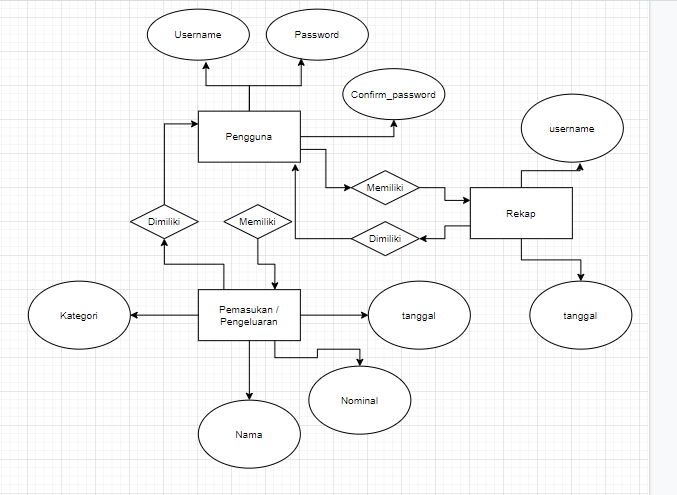 Username
Password
Confirm_password
username
Pengguna
Memiliki
Rekap
Dimiliki
Memiliki
Dimiliki
Kategori
Pemasukan /
Pengeluaran
tanggal
tanggal
Nominal
Nama